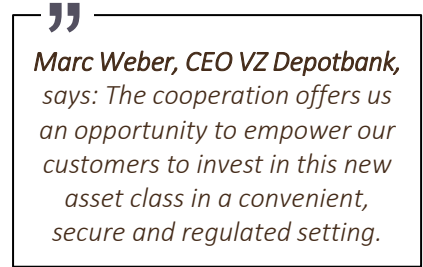 ”
Marc Weber, CEO VZ Depotbank,
says: The cooperation offers us
an opportunity to empower our
customers to invest in this new
asset class in a convenient,
secure and regulated setting.